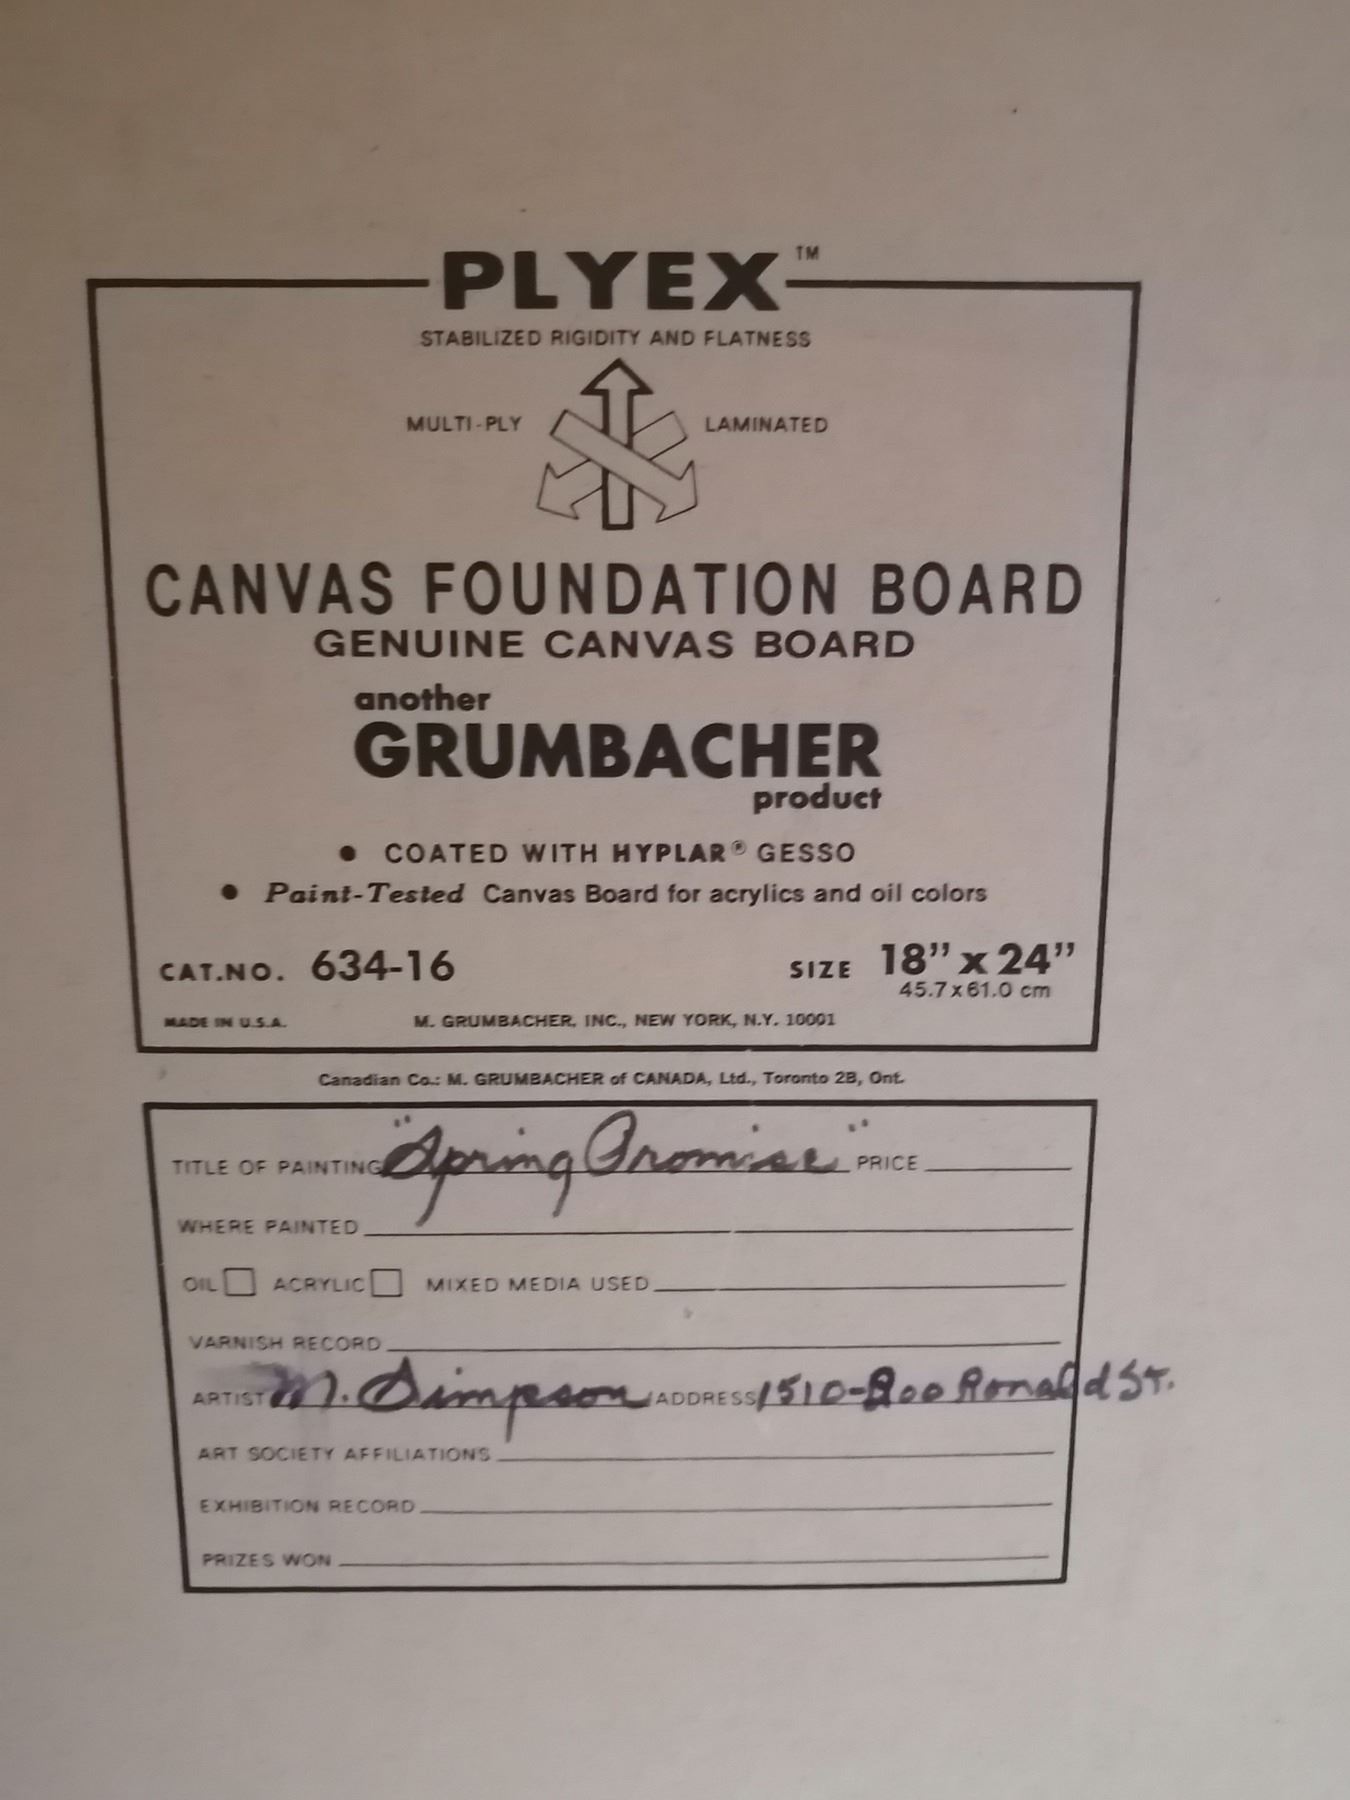 PLYEX™
STABILIZED RIGIDITY AND FLATNESS
MULTI-PLY LAMINATED
CANVAS FOUNDATION BOARD
GENUINE CANVAS BOARD
another
GRUMBACHER
product
• COATED WITH HYPLAR® GESSO
• Paint-Tested Canvas Board for acrylics and oil colors
CAT.NO. 634-16 SIZE 18” x 24”
45.7 x 61.0 cm
MADE IN U.S.A. M. GRUMBACHER, INC., NEW YORK, N.Y. 10001
Canadian Co.: M. GRUMBACHER of CANADA, Ltd., Toronto 2B, Ont.
TITLE OF PAINTING "Spring Promise" PRICE
WHERE PAINTED
OIL ACRYLIC MIXED MEDIA USED
VARNISH RECORD
ARTIST M. Simpson ADDRESS 1510-200 Ronald St.
ART SOCIETY AFFILIATIONS
EXHIBITION RECORD
PRIZES WON